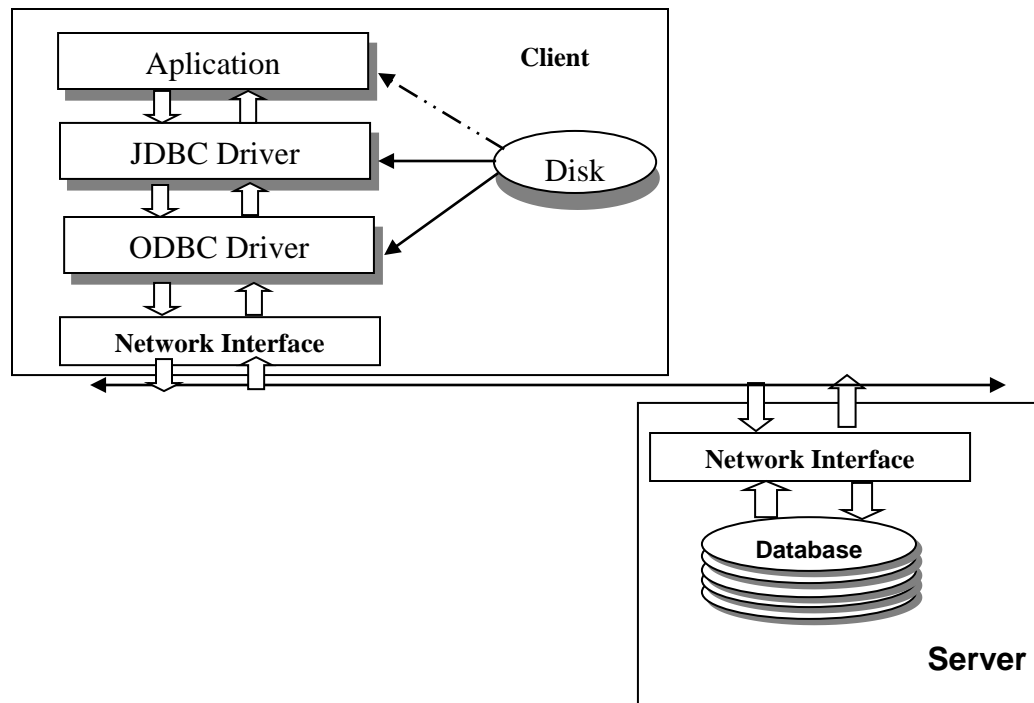 Aplication
Client
JDBC Driver
Disk
ODBC Driver
Network Interface
Network Interface
Database
Server